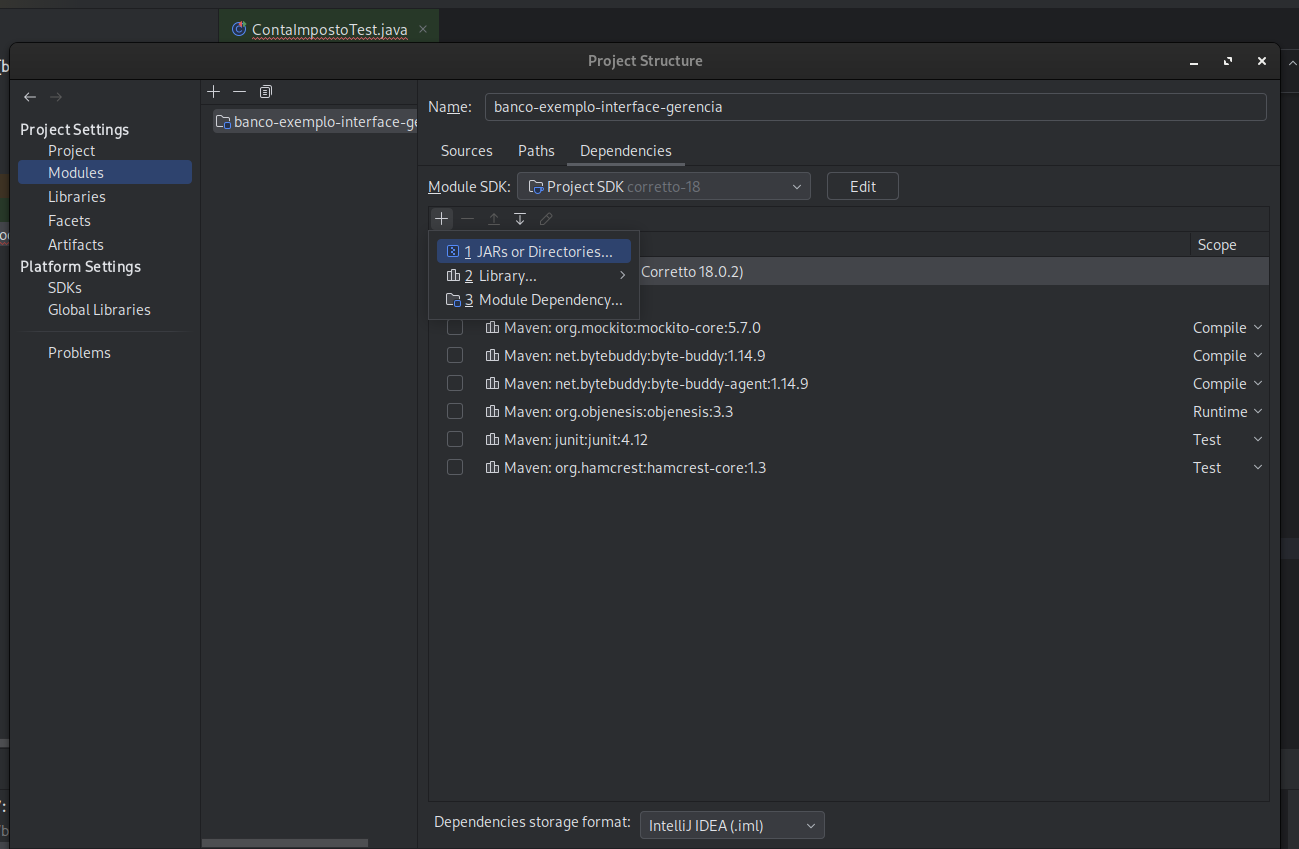 ContaImpostoTest.java
Project Structure
Project Settings
Project
Modules
Libraries
Facets
Artifacts
Platform Settings
SDKs
Global Libraries
Problems
banco-exemplo-interface-ge
Name: banco-exemplo-interface-gerencia
Sources Paths Dependencies
Module SDK: Project SDK corretto-18 Edit
1 JARs or Directories...
2 Library...
3 Module Dependency...
Scope
Corretto 18.0.2)
Maven: org.mockito:mockito-core:5.7.0 Compile
Maven: net.bytebuddy:byte-buddy:1.14.9 Compile
Maven: net.bytebuddy:byte-buddy-agent:1.14.9 Compile
Maven: org.objenesis:objenesis:3.3 Runtime
Maven: junit:junit:4.12 Test
Maven: org.hamcrest:hamcrest-core:1.3 Test
Dependencies storage format: IntelliJ IDEA (.iml)